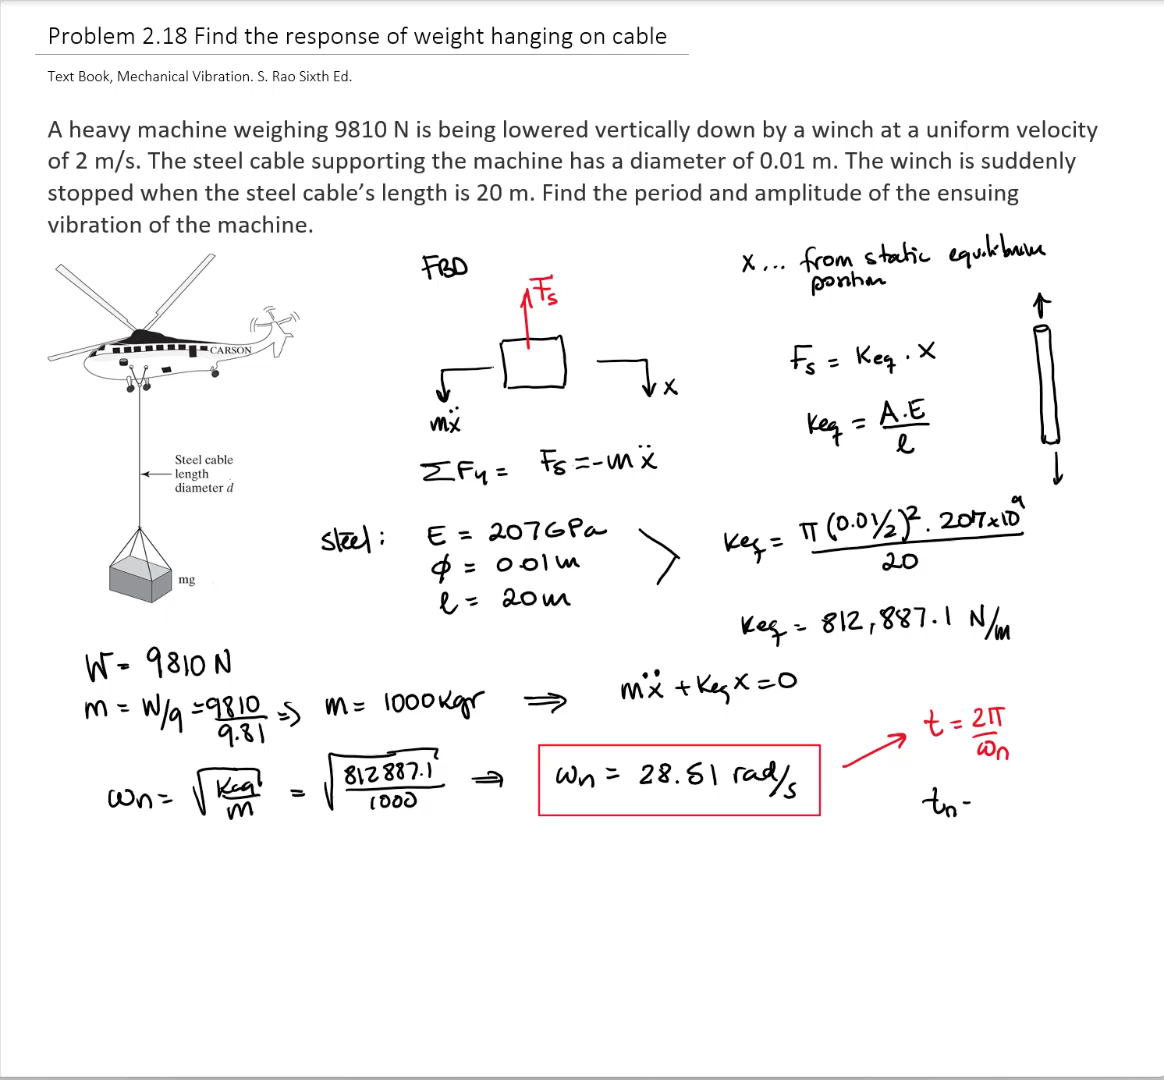 Problem 2.18 Find the response of weight hanging on cable
Text Book, Mechanical Vibration. S. Rao Sixth Ed.
A heavy machine weighing 9810 N is being lowered vertically down by a winch at a uniform velocity
of 2 m/s. The steel cable supporting the machine has a diameter of 0.01 m. The winch is suddenly
stopped when the steel cable's length is 20 m. Find the period and amplitude of the ensuing
vibration of the machine.
FBD
x ... from static equilibrium
position
Fs
CARSON
Fs = Keq . x
x
mẍ
Keq = A.E / l
Steel cable
length
diameter d
ΣFy = Fs = -mẍ
steel: E = 207GPa
ϕ = 0.01m
l = 20m
Keq = π (0.01/2)² . 207x10⁹ / 20
mg
Keq = 812,887.1 N/m
W = 9810 N
m = W/g = 9810 / 9.81 => m = 1000kgr => mẍ + Keq x = 0
t = 2π / ωn
ωn = √(Keq / m) = √(812887.1 / 1000) => ωn = 28.51 rad/s
tn -